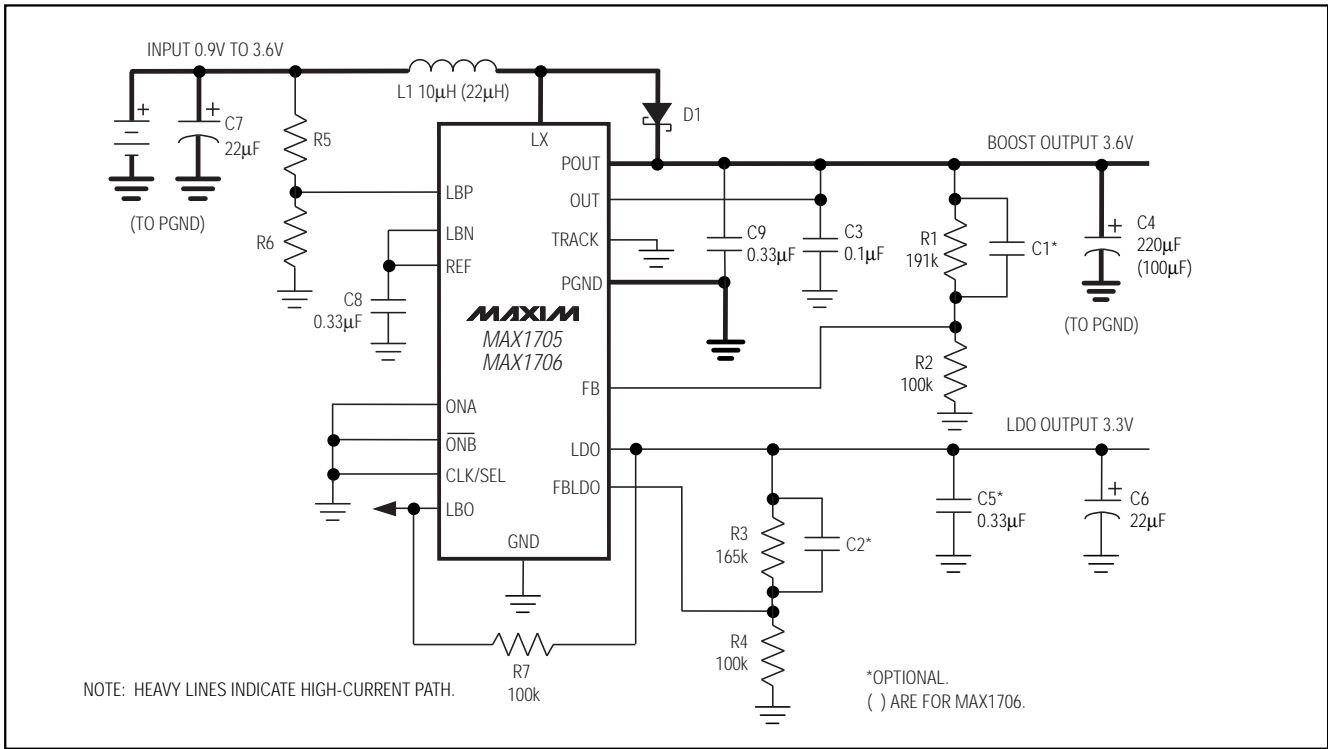 INPUT 0.9V TO 3.6V
L1 10µH (22µH)
+
C7
22µF
+
(TO PGND)
R5
R6
D1
BOOST OUTPUT 3.6V
LX
POUT
OUT
TRACK
PGND
FB
LDO
FBLDO
LBP
LBN
REF
ONA
ONB
CLK/SEL
LBO
GND
MAXIM
MAX1705
MAX1706
C8
0.33µF
C9
0.33µF
C3
0.1µF
R1
191k
C1*
+
C4
220µF
(100µF)
(TO PGND)
R2
100k
LDO OUTPUT 3.3V
R3
165k
C2*
R4
100k
C5*
0.33µF
+
C6
22µF
R7
100k
NOTE: HEAVY LINES INDICATE HIGH-CURRENT PATH.
*OPTIONAL.
( ) ARE FOR MAX1706.